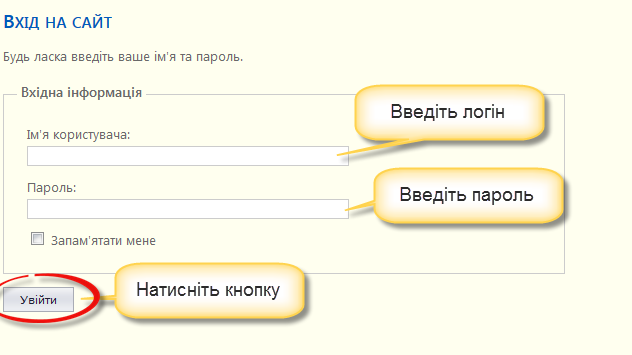 Вхід на сайт
Будь ласка введіть ваше ім'я та пароль.
Вхідна інформація
Введіть логін
Ім'я користувача:
Пароль:
Введіть пароль
Запам'ятати мене
Увійти
Натисніть кнопку